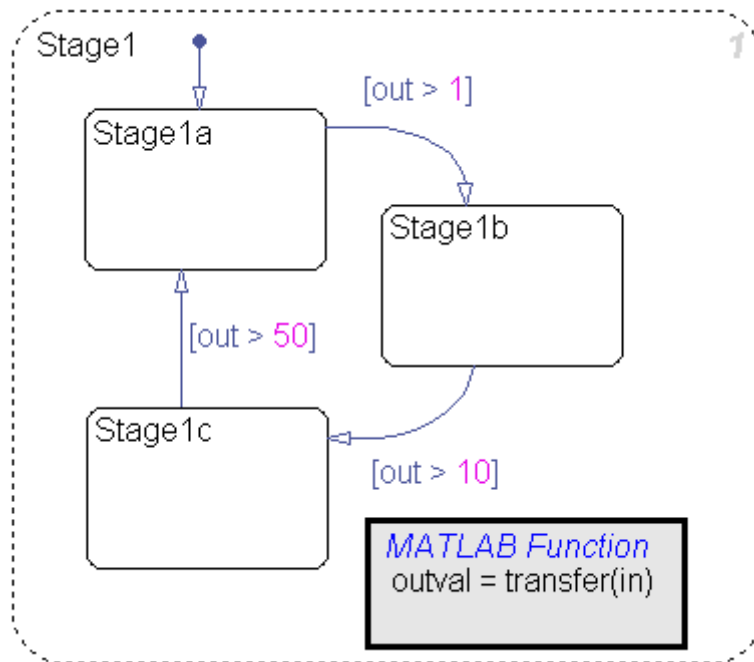 Stage1
1
[out > 1]
Stage1a
Stage1b
[out > 50]
Stage1c
[out > 10]
MATLAB Function
outval = transfer(in)